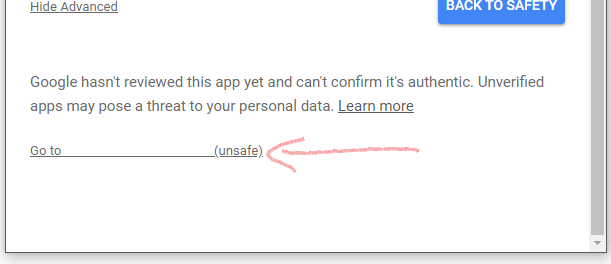 Hide Advanced
BACK TO SAFETY
Google hasn't reviewed this app yet and can't confirm it's authentic. Unverified
apps may pose a threat to your personal data. Learn more
Go to (unsafe)